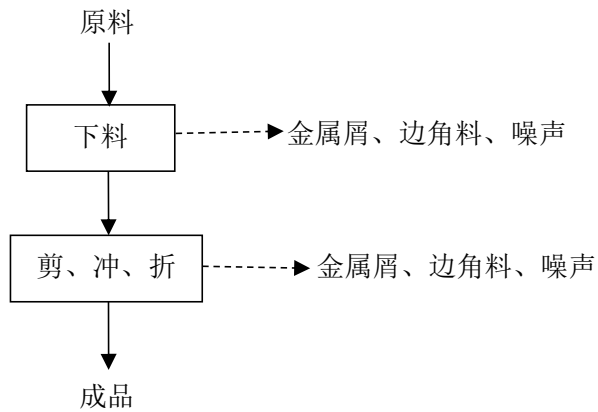 原料
下料
金属屑、边角料、噪声
剪、冲、折
金属屑、边角料、噪声
成品